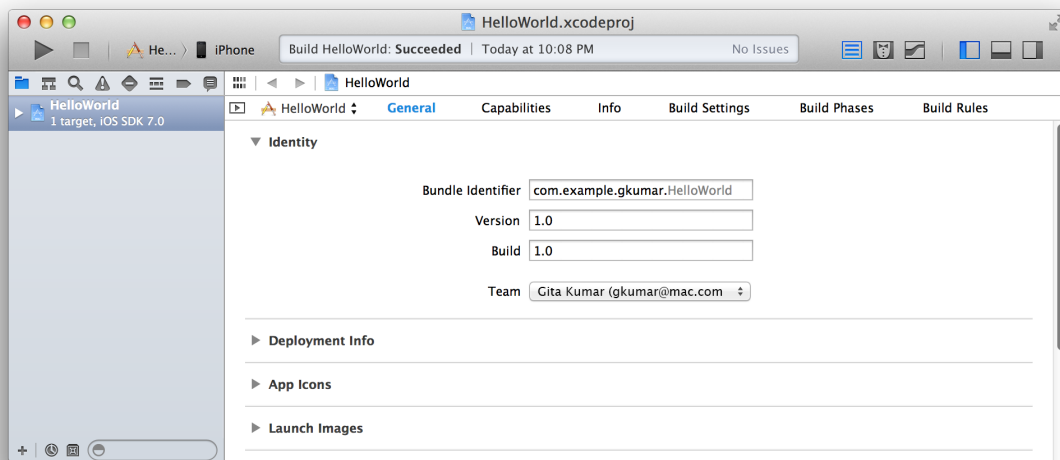 HelloWorld.xcodeproj
He... iPhone
Build HelloWorld: Succeeded | Today at 10:08 PM No Issues
HelloWorld
HelloWorld
1 target, iOS SDK 7.0
HelloWorld General Capabilities Info Build Settings Build Phases Build Rules
Identity
Bundle Identifier com.example.gkumar.HelloWorld
Version 1.0
Build 1.0
Team Gita Kumar (gkumar@mac.com
Deployment Info
App Icons
Launch Images